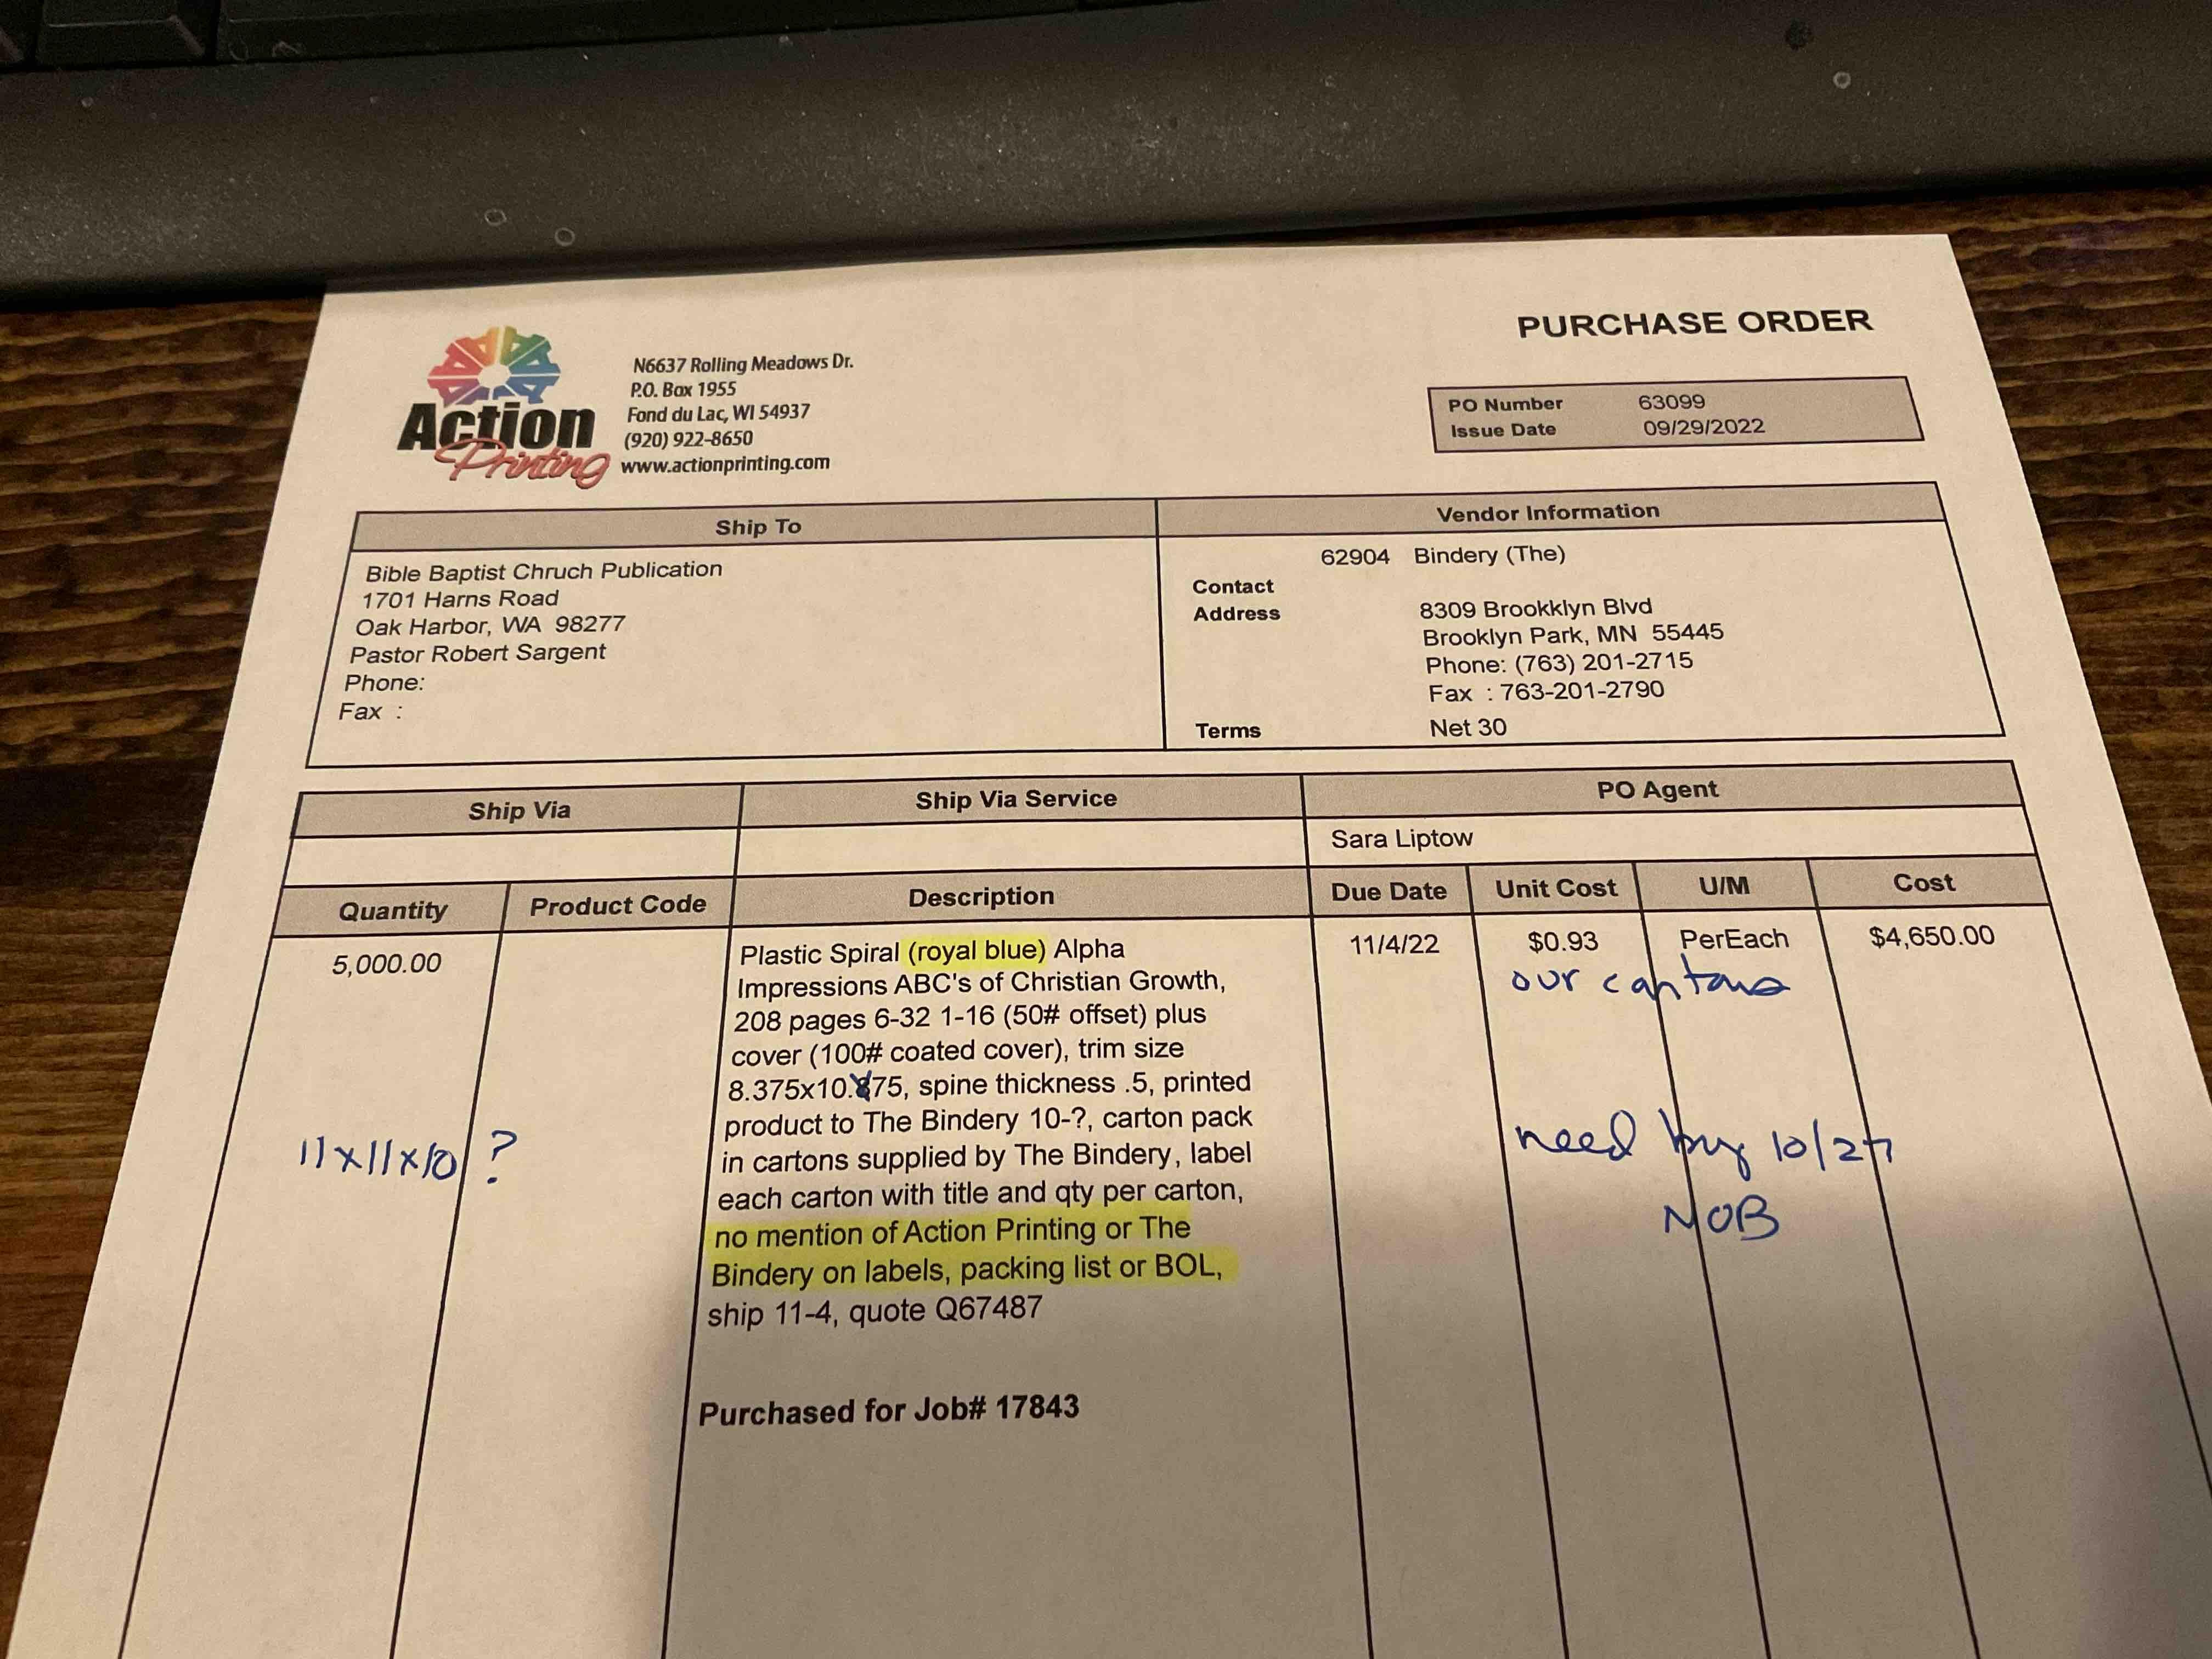 PURCHASE ORDER
Action
Printing
N6637 Rolling Meadows Dr.
P.O. Box 1955
Fond du Lac, WI 54937
(920) 922-8650
www.actionprinting.com
PO Number 63099
Issue Date 09/29/2022
Ship To
Bible Baptist Chruch Publication
1701 Harns Road
Oak Harbor, WA 98277
Pastor Robert Sargent
Phone:
Fax :
Vendor Information
62904 Bindery (The)
Contact
Address 8309 Brookklyn Blvd
Brooklyn Park, MN 55445
Phone: (763) 201-2715
Fax : 763-201-2790
Terms Net 30
Ship Via Ship Via Service PO Agent
Sara Liptow
Quantity Product Code Description Due Date Unit Cost U/M Cost
5,000.00 Plastic Spiral (royal blue) Alpha 11/4/22 $0.93 PerEach $4,650.00
Impressions ABC's of Christian Growth,
208 pages 6-32 1-16 (50# offset) plus
cover (100# coated cover), trim size
8.375x10.875, spine thickness .5, printed
product to The Bindery 10-?, carton pack
in cartons supplied by The Bindery, label
each carton with title and qty per carton,
no mention of Action Printing or The
Bindery on labels, packing list or BOL,
ship 11-4, quote Q67487
Purchased for Job# 17843
our cartons
11x11x10 ?
need by 10/27
NOB